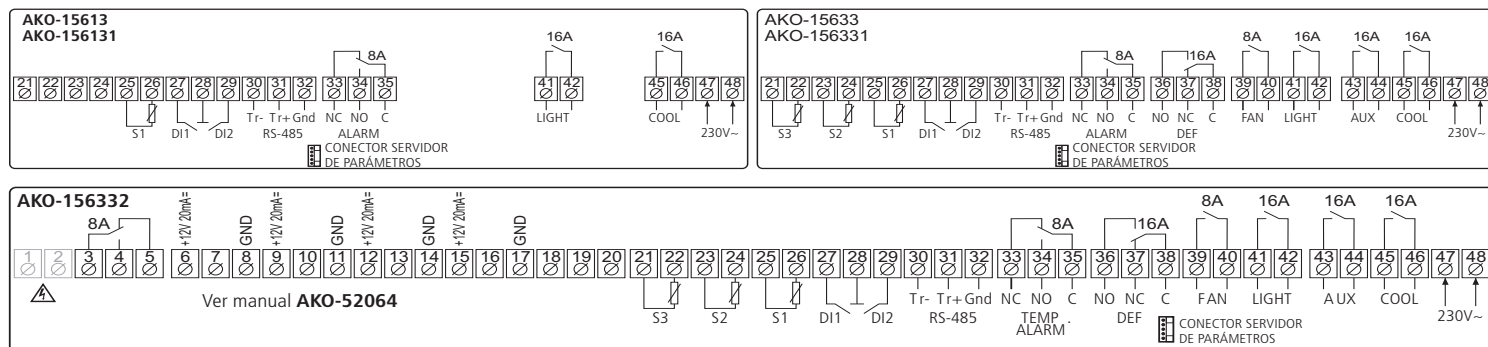 AKO-15613
AKO-156131
8A
16A
16A
21 22 23 24 25 26 27 28 29 30 31 32 33 34 35 41 42 45 46 47 48
S1 DI1 DI2 Tr- Tr+ Gnd NC NO C LIGHT COOL 230V~
RS-485 ALARM
CONECTOR SERVIDOR
DE PARÁMETROS
AKO-15633
AKO-156331
8A 16A 8A 16A 16A 16A
21 22 23 24 25 26 27 28 29 30 31 32 33 34 35 36 37 38 39 40 41 42 43 44 45 46 47 48
S3 S2 S1 DI1 DI2 Tr- Tr+ Gnd NC NO C NO NC C FAN LIGHT AUX COOL 230V~
RS-485 ALARM DEF
CONECTOR SERVIDOR
DE PARÁMETROS
AKO-156332
8A +12V 20mA= GND +12V 20mA= GND +12V 20mA= GND +12V 20mA= GND 8A 16A 8A 16A 16A 16A
1 2 3 4 5 6 7 8 9 10 11 12 13 14 15 16 17 18 19 20 21 22 23 24 25 26 27 28 29 30 31 32 33 34 35 36 37 38 39 40 41 42 43 44 45 46 47 48
Ver manual AKO-52064
S3 S2 S1 DI1 DI2 Tr- Tr+ Gnd NC NO C NO NC C FAN LIGHT AUX COOL 230V~
RS-485 TEMP. DEF
ALARM
CONECTOR SERVIDOR
DE PARÁMETROS